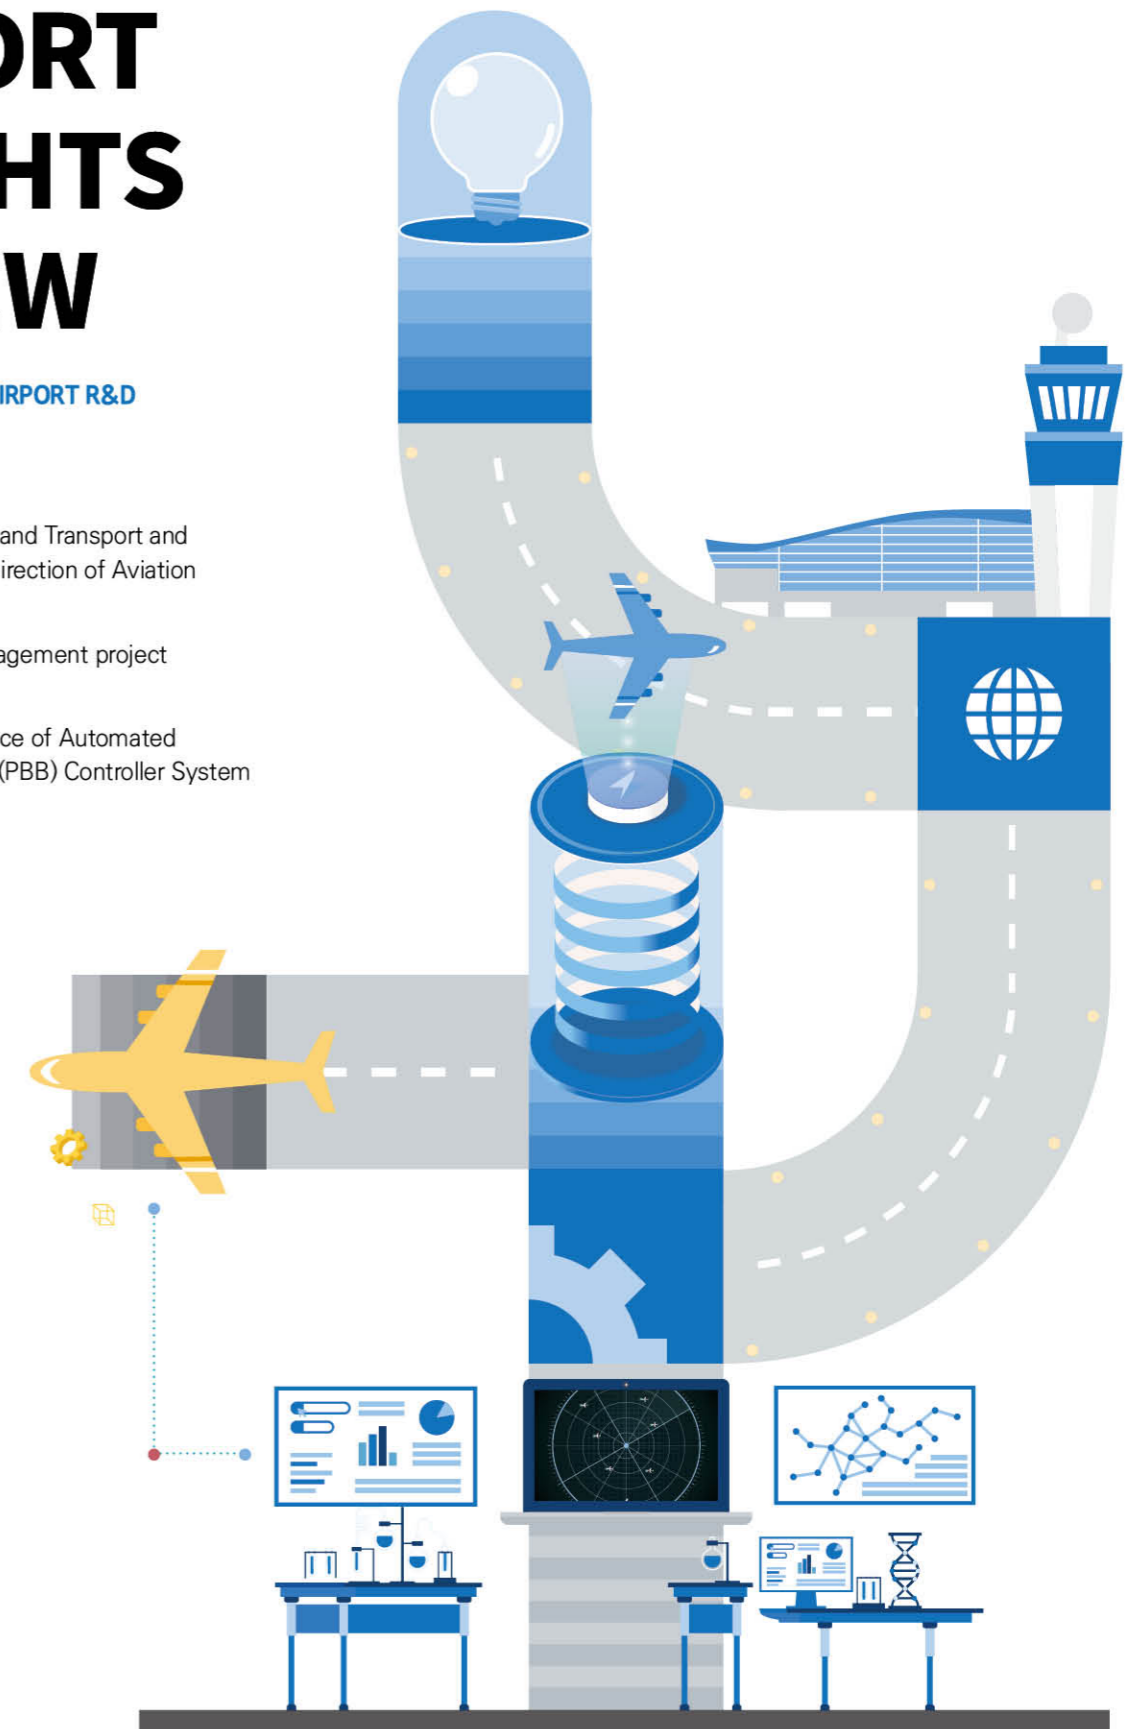 ORT
HTS
W
IRPORT R&D
and Transport and
irection of Aviation
agement project
ce of Automated
(PBB) Controller System